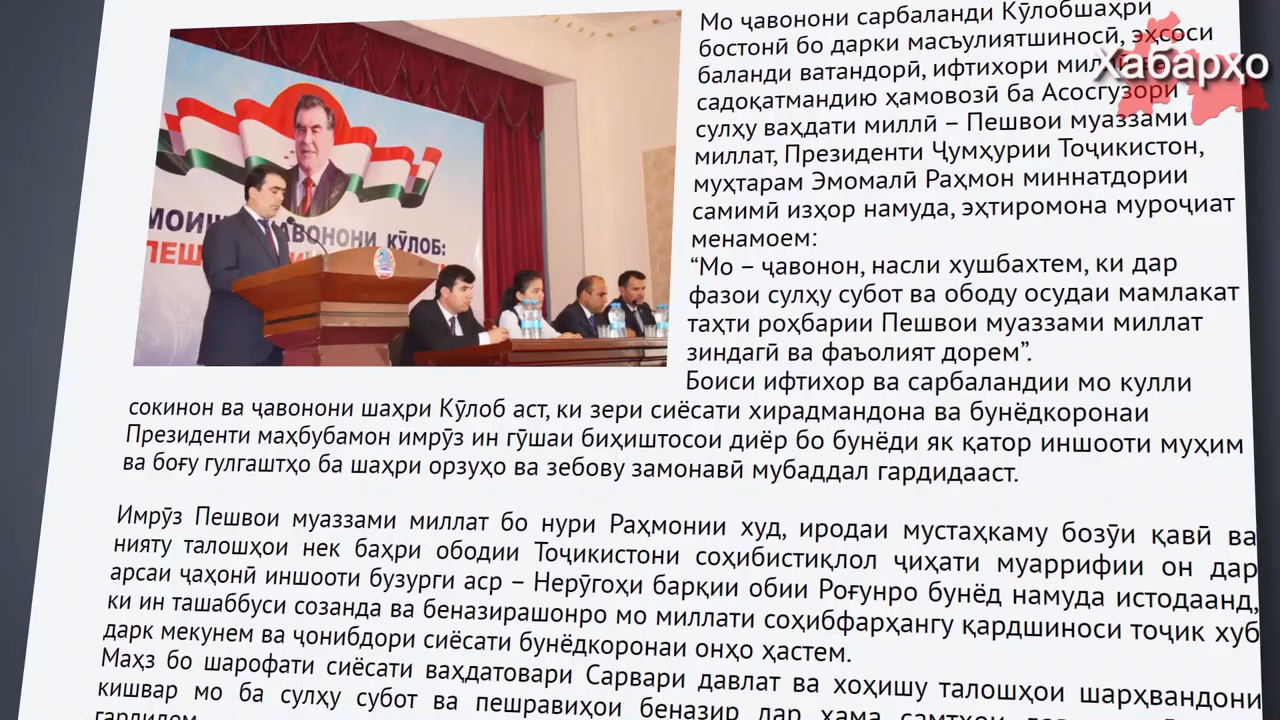 Мо ҷавонони сарбаланди Кӯлобшаҳри
бостонӣ бо дарки масъулиятшиносӣ, эҳсоси
баланди ватандорӣ, ифтихори
садоқатмандию ҳамовозӣ ба Асосгузори
сулҳу ваҳдати миллӣ – Пешвои муаззами
миллат, Президенти Ҷумҳурии Тоҷикистон,
муҳтарам Эмомалӣ Раҳмон миннатдории
самимӣ изҳор намуда, эҳтиромона муроҷиат
менамоем:
“Мо – ҷавонон, насли хушбахтем, ки дар
фазои сулҳу субот ва ободу осудаи мамлакат
таҳти роҳбарии Пешвои муаззами миллат
зиндагӣ ва фаъолият дорем”.
Боиси ифтихор ва сарбаландии мо кулли
сокинон ва ҷавонони шаҳри Кӯлоб аст, ки зери сиёсати хирадмандона ва бунёдкоронаи
Президенти маҳбубамон имрӯз ин гӯшаи биҳиштосои диёр бо бунёди як қатор иншооти муҳим
ва боғу гулгаштҳо ба шаҳри орзуҳо ва зебову замонавӣ мубаддал гардидааст.
Имрӯз Пешвои муаззами миллат бо нури Раҳмонии худ, иродаи мустаҳкаму бозӯи қавӣ ва
нияту талошҳои нек баҳри ободии Тоҷикистони соҳибистиқлол ҷиҳати муаррифии он дар
арсаи ҷаҳонӣ иншооти бузурги аср – Нерӯгоҳи барқии обии Роғунро бунёд намуда истодаанд,
ки ин ташаббуси созанда ва беназирашонро мо миллати соҳибфарҳангу қардшиноси тоҷик хуб
дарк мекунем ва ҷонибдори сиёсати бунёдкоронаи онҳо ҳастем.
Маҳз бо шарофати сиёсати ваҳдатовари Сарвари давлат ва хоҳишу талошҳои шарҳвандони
кишвар мо ба сулҳу субот ва пешравиҳои беназир дар ҳама самтҳои
гардидем
Хабарҳо
КӮЛОБ: